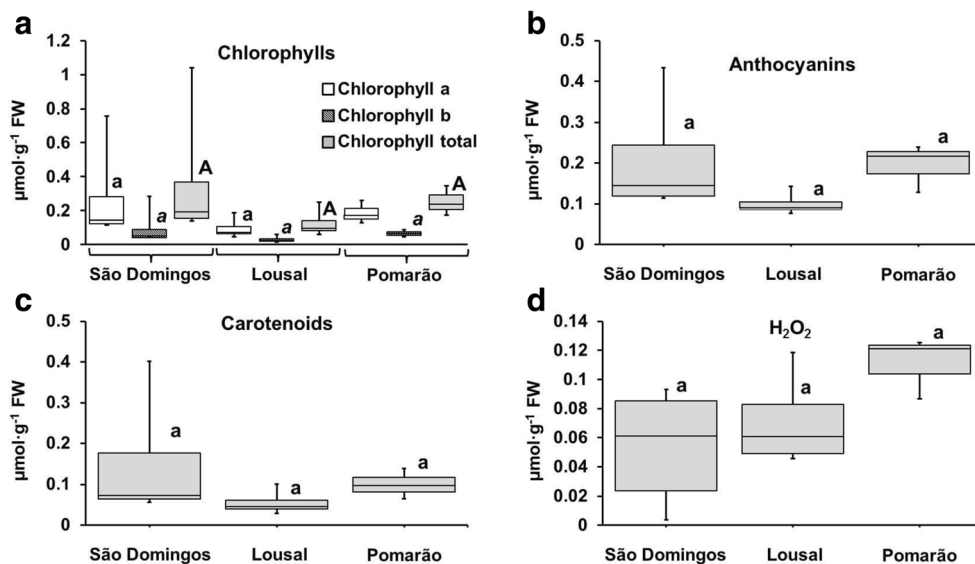 a
Chlorophylls
µmol·g⁻¹ FW
1.2
1
0.8
0.6
0.4
0.2
0
Chlorophyll a
Chlorophyll b
Chlorophyll total
a
a
A
a
a
A
a
a
A
São Domingos
Lousal
Pomarão
b
Anthocyanins
µmol·g⁻¹ FW
0.5
0.4
0.3
0.2
0.1
0
a
a
a
São Domingos
Lousal
Pomarão
c
Carotenoids
µmol·g⁻¹ FW
0.5
0.4
0.3
0.2
0.1
0
a
a
a
São Domingos
Lousal
Pomarão
d
H₂O₂
µmol·g⁻¹ FW
0.14
0.12
0.1
0.08
0.06
0.04
0.02
0
a
a
a
São Domingos
Lousal
Pomarão